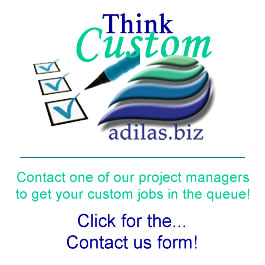 Think
Custom
adilas.biz
Contact one of our project managers
to get your custom jobs in the queue!
Click for the...
Contact us form!